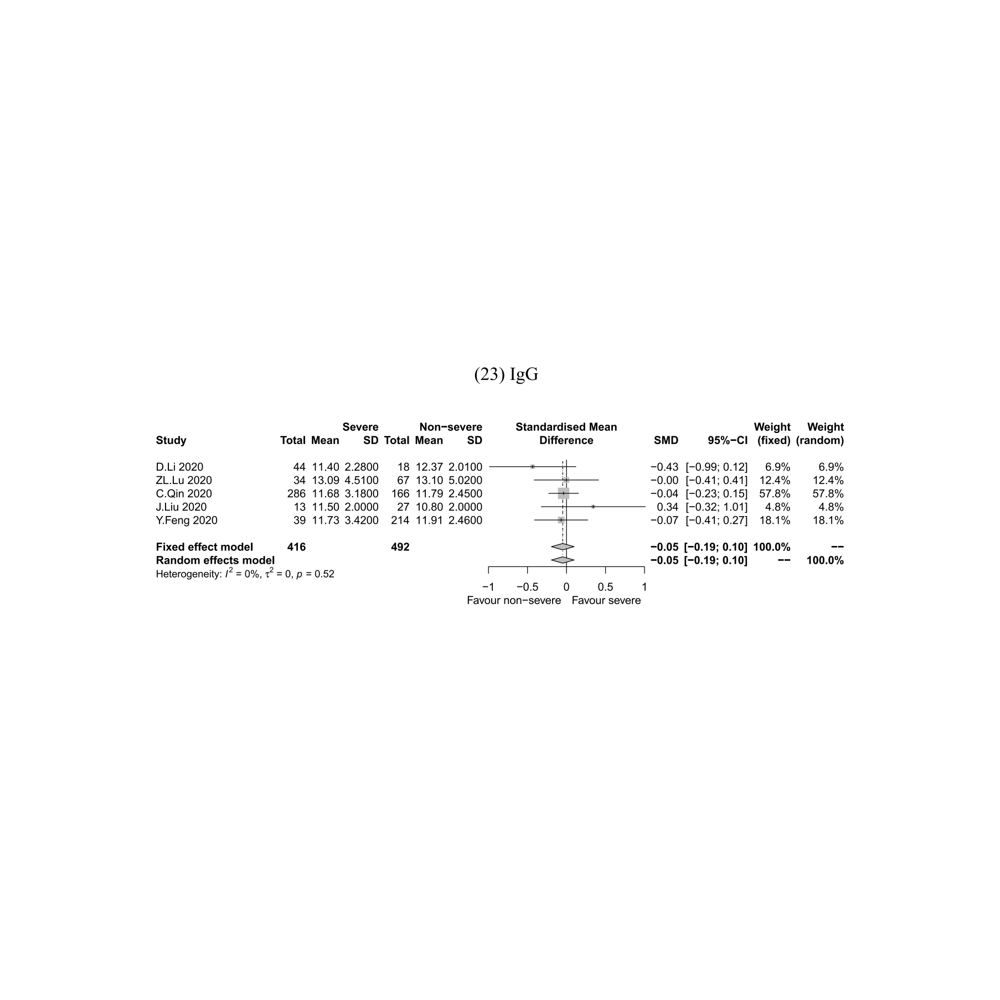 (23) IgG
Severe Non−severe Standardised Mean Weight Weight
Study Total Mean SD Total Mean SD Difference SMD 95%−CI (fixed) (random)
D.Li 2020 44 11.40 2.2800 18 12.37 2.0100 −0.43 [−0.99; 0.12] 6.9% 6.9%
ZL.Lu 2020 34 13.09 4.5100 67 13.10 5.0200 −0.00 [−0.41; 0.41] 12.4% 12.4%
C.Qin 2020 286 11.68 3.1800 166 11.79 2.4500 −0.04 [−0.23; 0.15] 57.8% 57.8%
J.Liu 2020 13 11.50 2.0000 27 10.80 2.0000 0.34 [−0.32; 1.01] 4.8% 4.8%
Y.Feng 2020 39 11.73 3.4200 214 11.91 2.4600 −0.07 [−0.41; 0.27] 18.1% 18.1%
Fixed effect model 416 492 −0.05 [−0.19; 0.10] 100.0% −−
Random effects model −0.05 [−0.19; 0.10] −− 100.0%
Heterogeneity: I² = 0%, τ² = 0, p = 0.52
−1 −0.5 0 0.5 1
Favour non−severe Favour severe